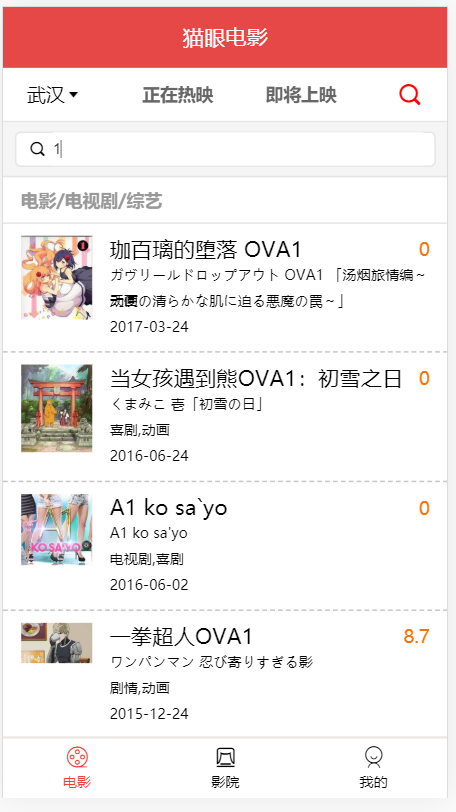 猫眼电影
武汉 正在热映 即将上映
1
电影/电视剧/综艺
珈百璃的堕落 OVA1 0
ガヴリールドロップアウト OVA1 「汤烟旅情编～
の清らかな肌に迫る悪魔の罠～」
2017-03-24
当女孩遇到熊OVA1：初雪之日 0
くまみこ 壱「初雪の日」
喜剧,动画
2016-06-24
A1 ko sa`yo 0
A1 ko sa'yo
电视剧,喜剧
2016-06-02
一拳超人OVA1 8.7
ワンパンマン 忍び寄りすぎる影
剧情,动画
2015-12-24
电影 影院 我的